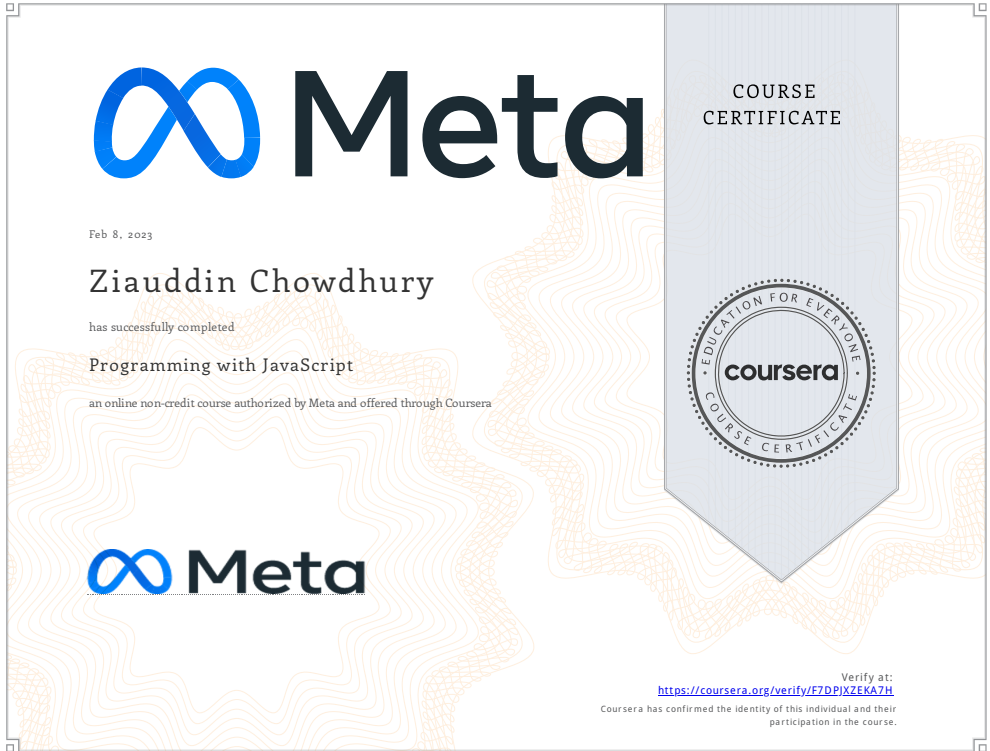 Meta
COURSE
CERTIFICATE
Feb 8, 2023
Ziauddin Chowdhury
has successfully completed
Programming with JavaScript
an online non-credit course authorized by Meta and offered through Coursera
EDUCATION FOR EVERYONE
coursera
COURSE CERTIFICATE
Meta
Verify at:
https://coursera.org/verify/F7DPJXZEKA7H
Coursera has confirmed the identity of this individual and their
participation in the course.